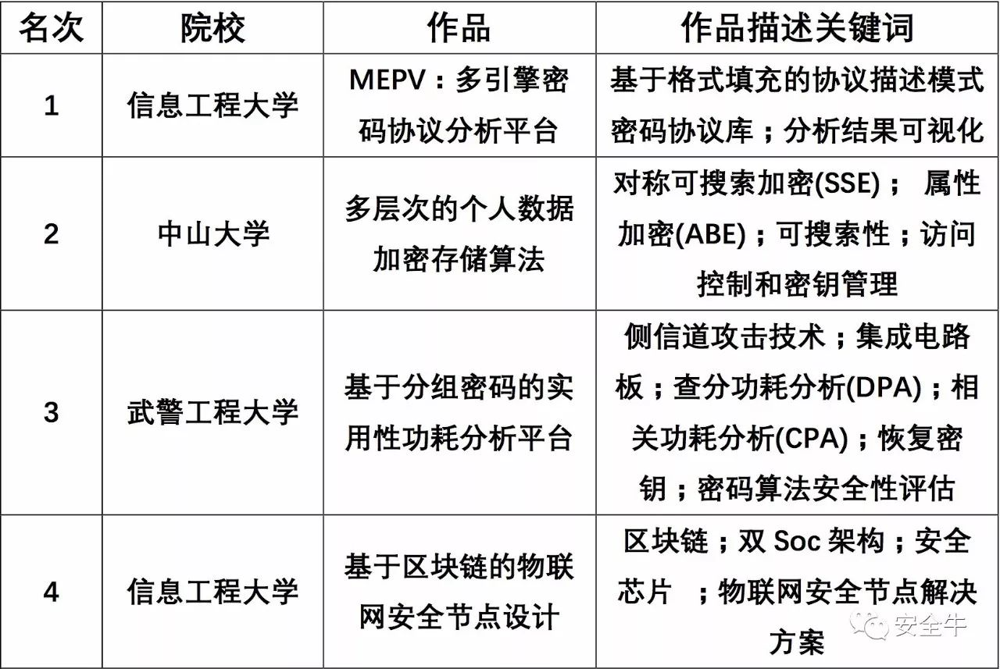 名次 院校 作品 作品描述关键词
1 信息工程大学 MEPV：多引擎密
码协议分析平台 基于格式填充的协议描述模式
密码协议库；分析结果可视化
2 中山大学 多层次的个人数据
加密存储算法 对称可搜索加密(SSE)； 属性
加密(ABE)；可搜索性；访问
控制和密钥管理
3 武警工程大学 基于分组密码的实
用性功耗分析平台 侧信道攻击技术；集成电路
板；查分功耗分析(DPA)；相
关功耗分析(CPA)；恢复密
钥；密码算法安全性评估
4 信息工程大学 基于区块链的物联
网安全节点设计 区块链；双 Soc 架构；安全
芯片 ；物联网安全节点解决
方案
安全牛